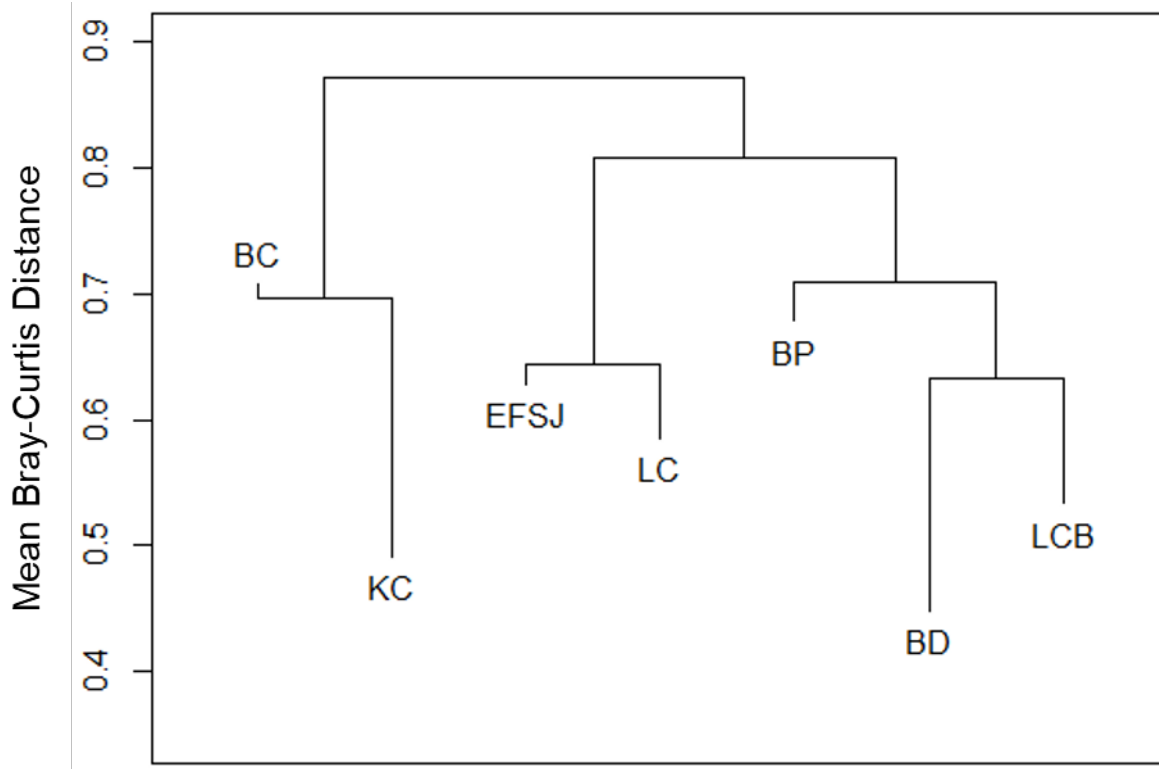 Mean Bray-Curtis Distance
0.9
0.8
0.7
0.6
0.5
0.4
BC
BP
EFSJ
LC
LCB
KC
BD